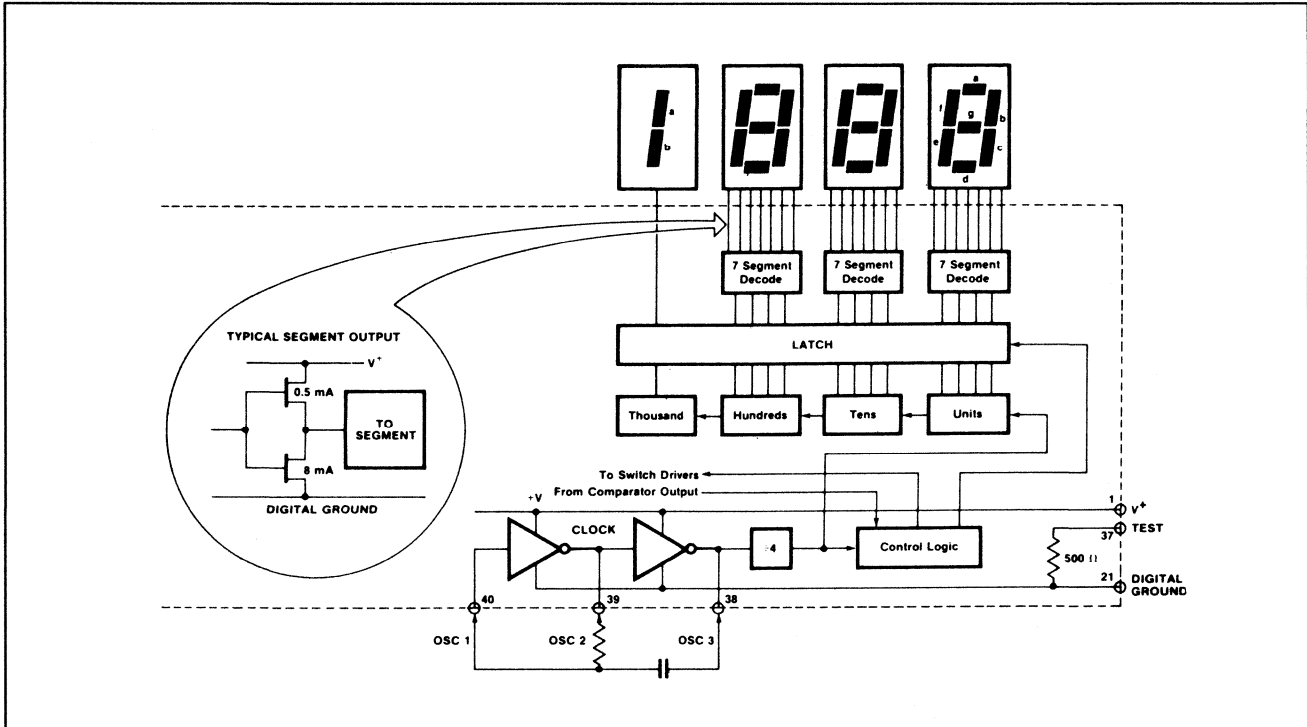 a
b
a
f
g
b
e
c
d
7 Segment Decode
7 Segment Decode
7 Segment Decode
LATCH
Thousand
Hundreds
Tens
Units
TYPICAL SEGMENT OUTPUT
V+
0.5 mA
TO SEGMENT
8 mA
DIGITAL GROUND
To Switch Drivers
From Comparator Output
+V
CLOCK
Control Logic
1
V+
TEST
37
500 Ω
21
DIGITAL GROUND
40
39
38
OSC 1
OSC 2
OSC 3